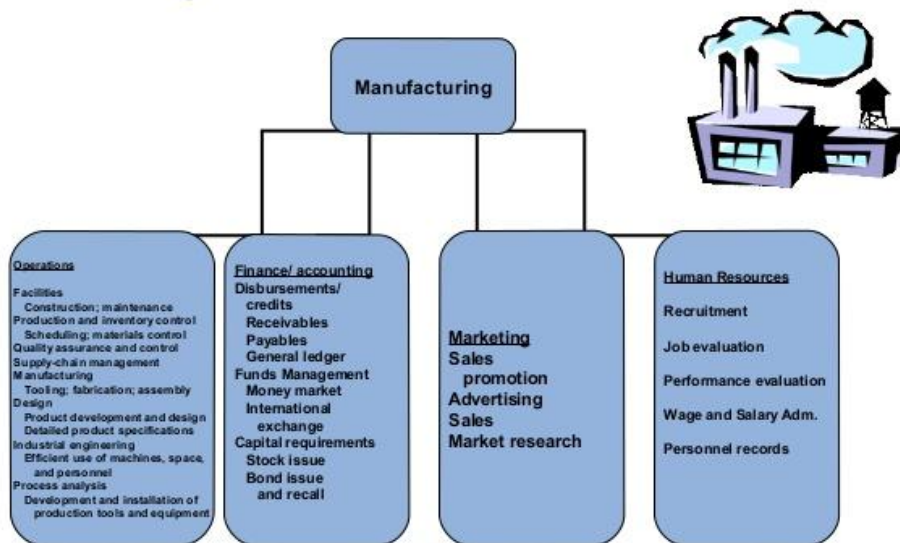 Manufacturing
Operations
Facilities
Construction; maintenance
Production and inventory control
Scheduling; materials control
Quality assurance and control
Supply-chain management
Manufacturing
Tooling; fabrication; assembly
Design
Product development and design
Detailed product specifications
Industrial engineering
Efficient use of machines, space,
and personnel
Process analysis
Development and installation of
production tools and equipment
Finance/ accounting
Disbursements/
credits
Receivables
Payables
General ledger
Funds Management
Money market
International
exchange
Capital requirements
Stock issue
Bond issue
and recall
Marketing
Sales
promotion
Advertising
Sales
Market research
Human Resources
Recruitment
Job evaluation
Performance evaluation
Wage and Salary Adm.
Personnel records